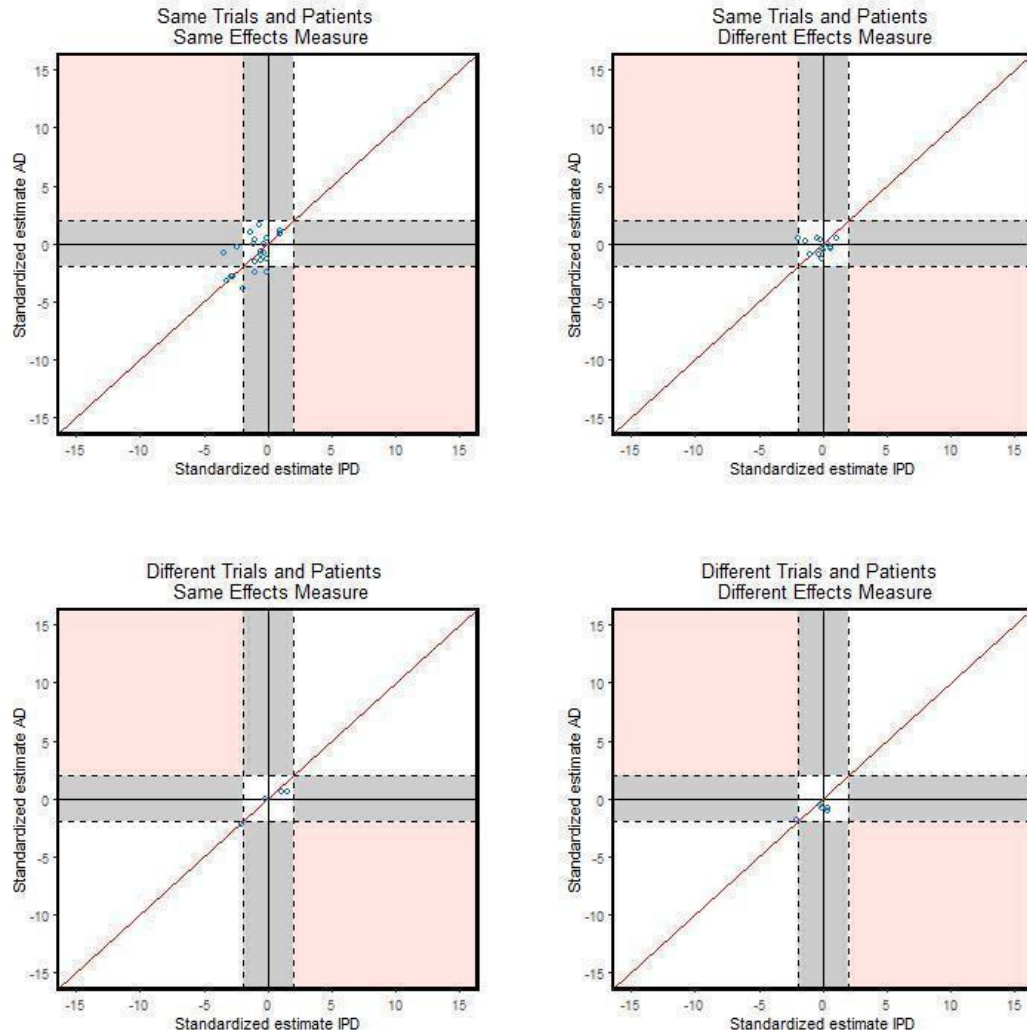 Same Trials and Patients
Same Effects Measure
15
10
5
0
-5
-10
-15
Standardized estimate AD
-15 -10 -5 0 5 10 15
Standardized estimate IPD
Same Trials and Patients
Different Effects Measure
15
10
5
0
-5
-10
-15
Standardized estimate AD
-15 -10 -5 0 5 10 15
Standardized estimate IPD
Different Trials and Patients
Same Effects Measure
15
10
5
0
-5
-10
-15
Standardized estimate AD
-15 -10 -5 0 5 10 15
Standardized estimate IPD
Different Trials and Patients
Different Effects Measure
15
10
5
0
-5
-10
-15
Standardized estimate AD
-15 -10 -5 0 5 10 15
Standardized estimate IPD